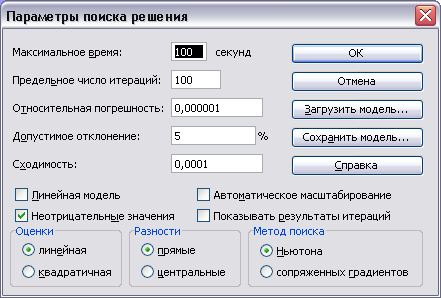 Параметры поиска решения
Максимальное время: 100 секунд ОК
Предельное число итераций: 100 Отмена
Относительная погрешность: 0,000001 Загрузить модель...
Допустимое отклонение: 5 % Сохранить модель...
Сходимость: 0,0001 Справка
Линейная модель Автоматическое масштабирование
Неотрицательные значения Показывать результаты итераций
Оценки Разности Метод поиска
линейная прямые Ньютона
квадратичная центральные сопряженных градиентов